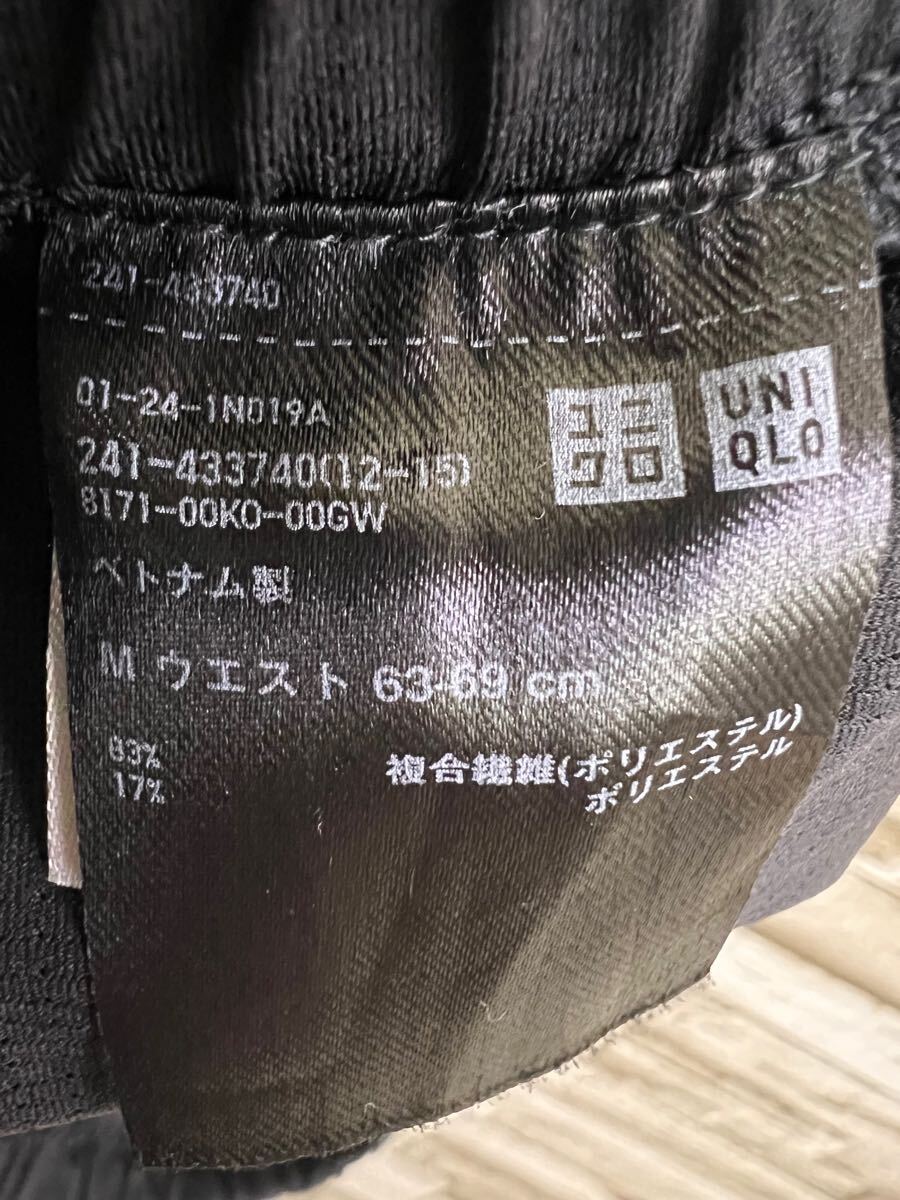 241-433740
01-24-1N019A
241-433740(12-15)
8171-00K0-00GW
ユニ
クロ
UNI
QLO
ベトナム製
M ウエスト 63-69 cm
83% 複合繊維(ポリエステル)
17% ポリエステル